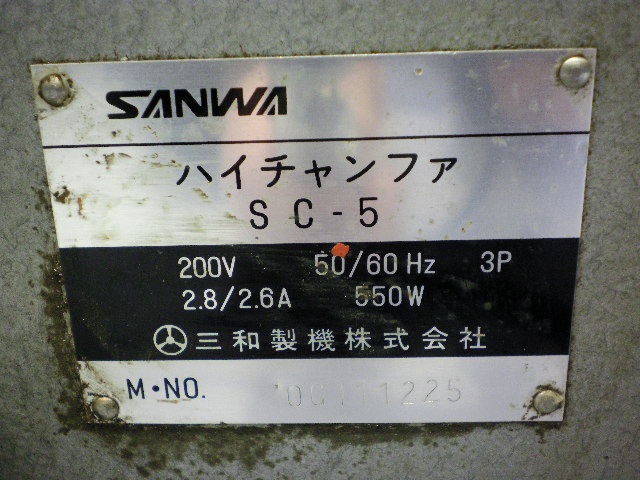 SANWA
ハイチャンファ
SC-5
200V 50/60Hz 3P
2.8/2.6A 550W
三和製機株式会社
M·NO.